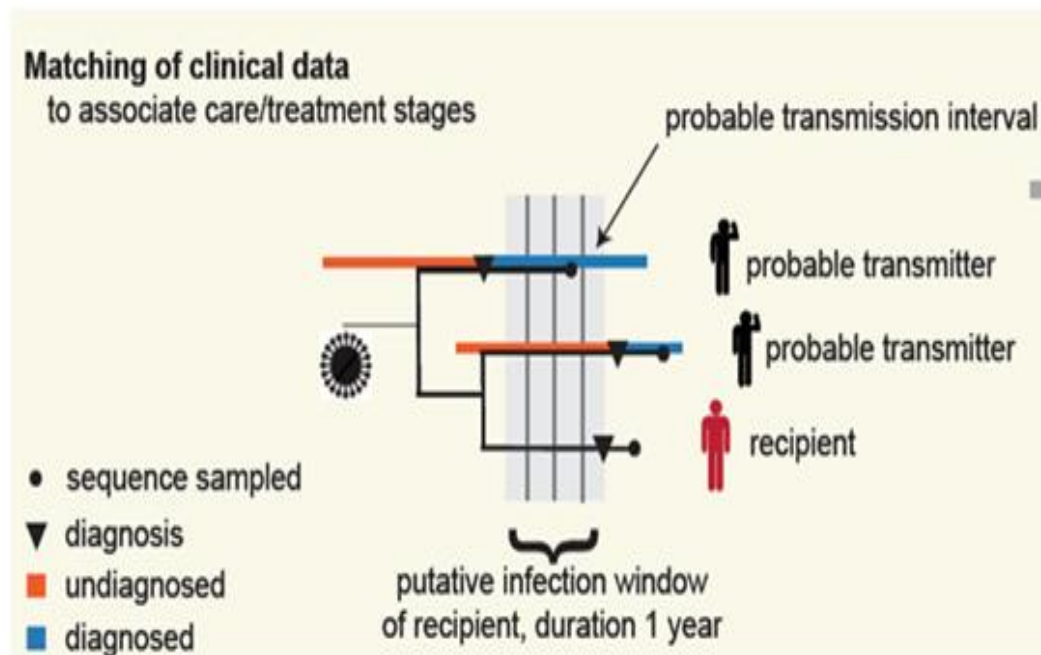 Matching of clinical data
to associate care/treatment stages
probable transmission interval
probable transmitter
probable transmitter
recipient
sequence sampled
diagnosis
undiagnosed
diagnosed
putative infection window
of recipient, duration 1 year